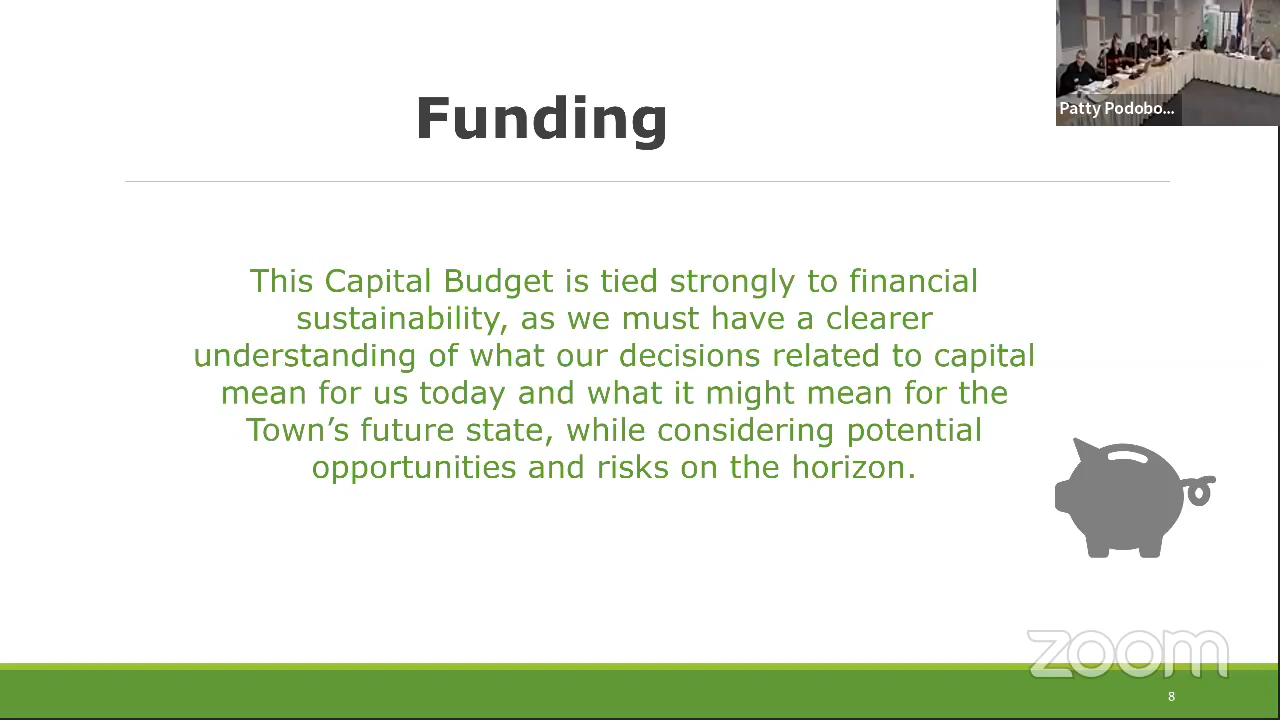 Funding
Patty Podobo...
This Capital Budget is tied strongly to financial
sustainability, as we must have a clearer
understanding of what our decisions related to capital
mean for us today and what it might mean for the
Town’s future state, while considering potential
opportunities and risks on the horizon.
zoom
8